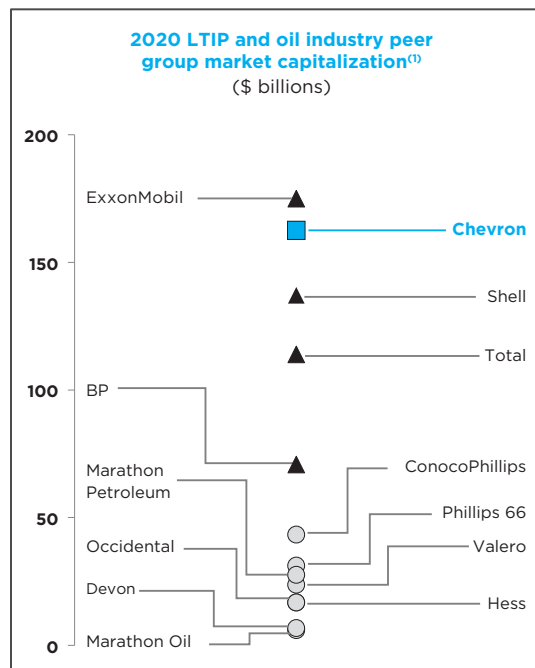 2020 LTIP and oil industry peer
group market capitalization(1)
($ billions)
200
ExxonMobil
Chevron
150
Shell
Total
100
BP
ConocoPhillips
Marathon
Petroleum
Phillips 66
50
Occidental
Valero
Devon
Hess
Marathon Oil
0